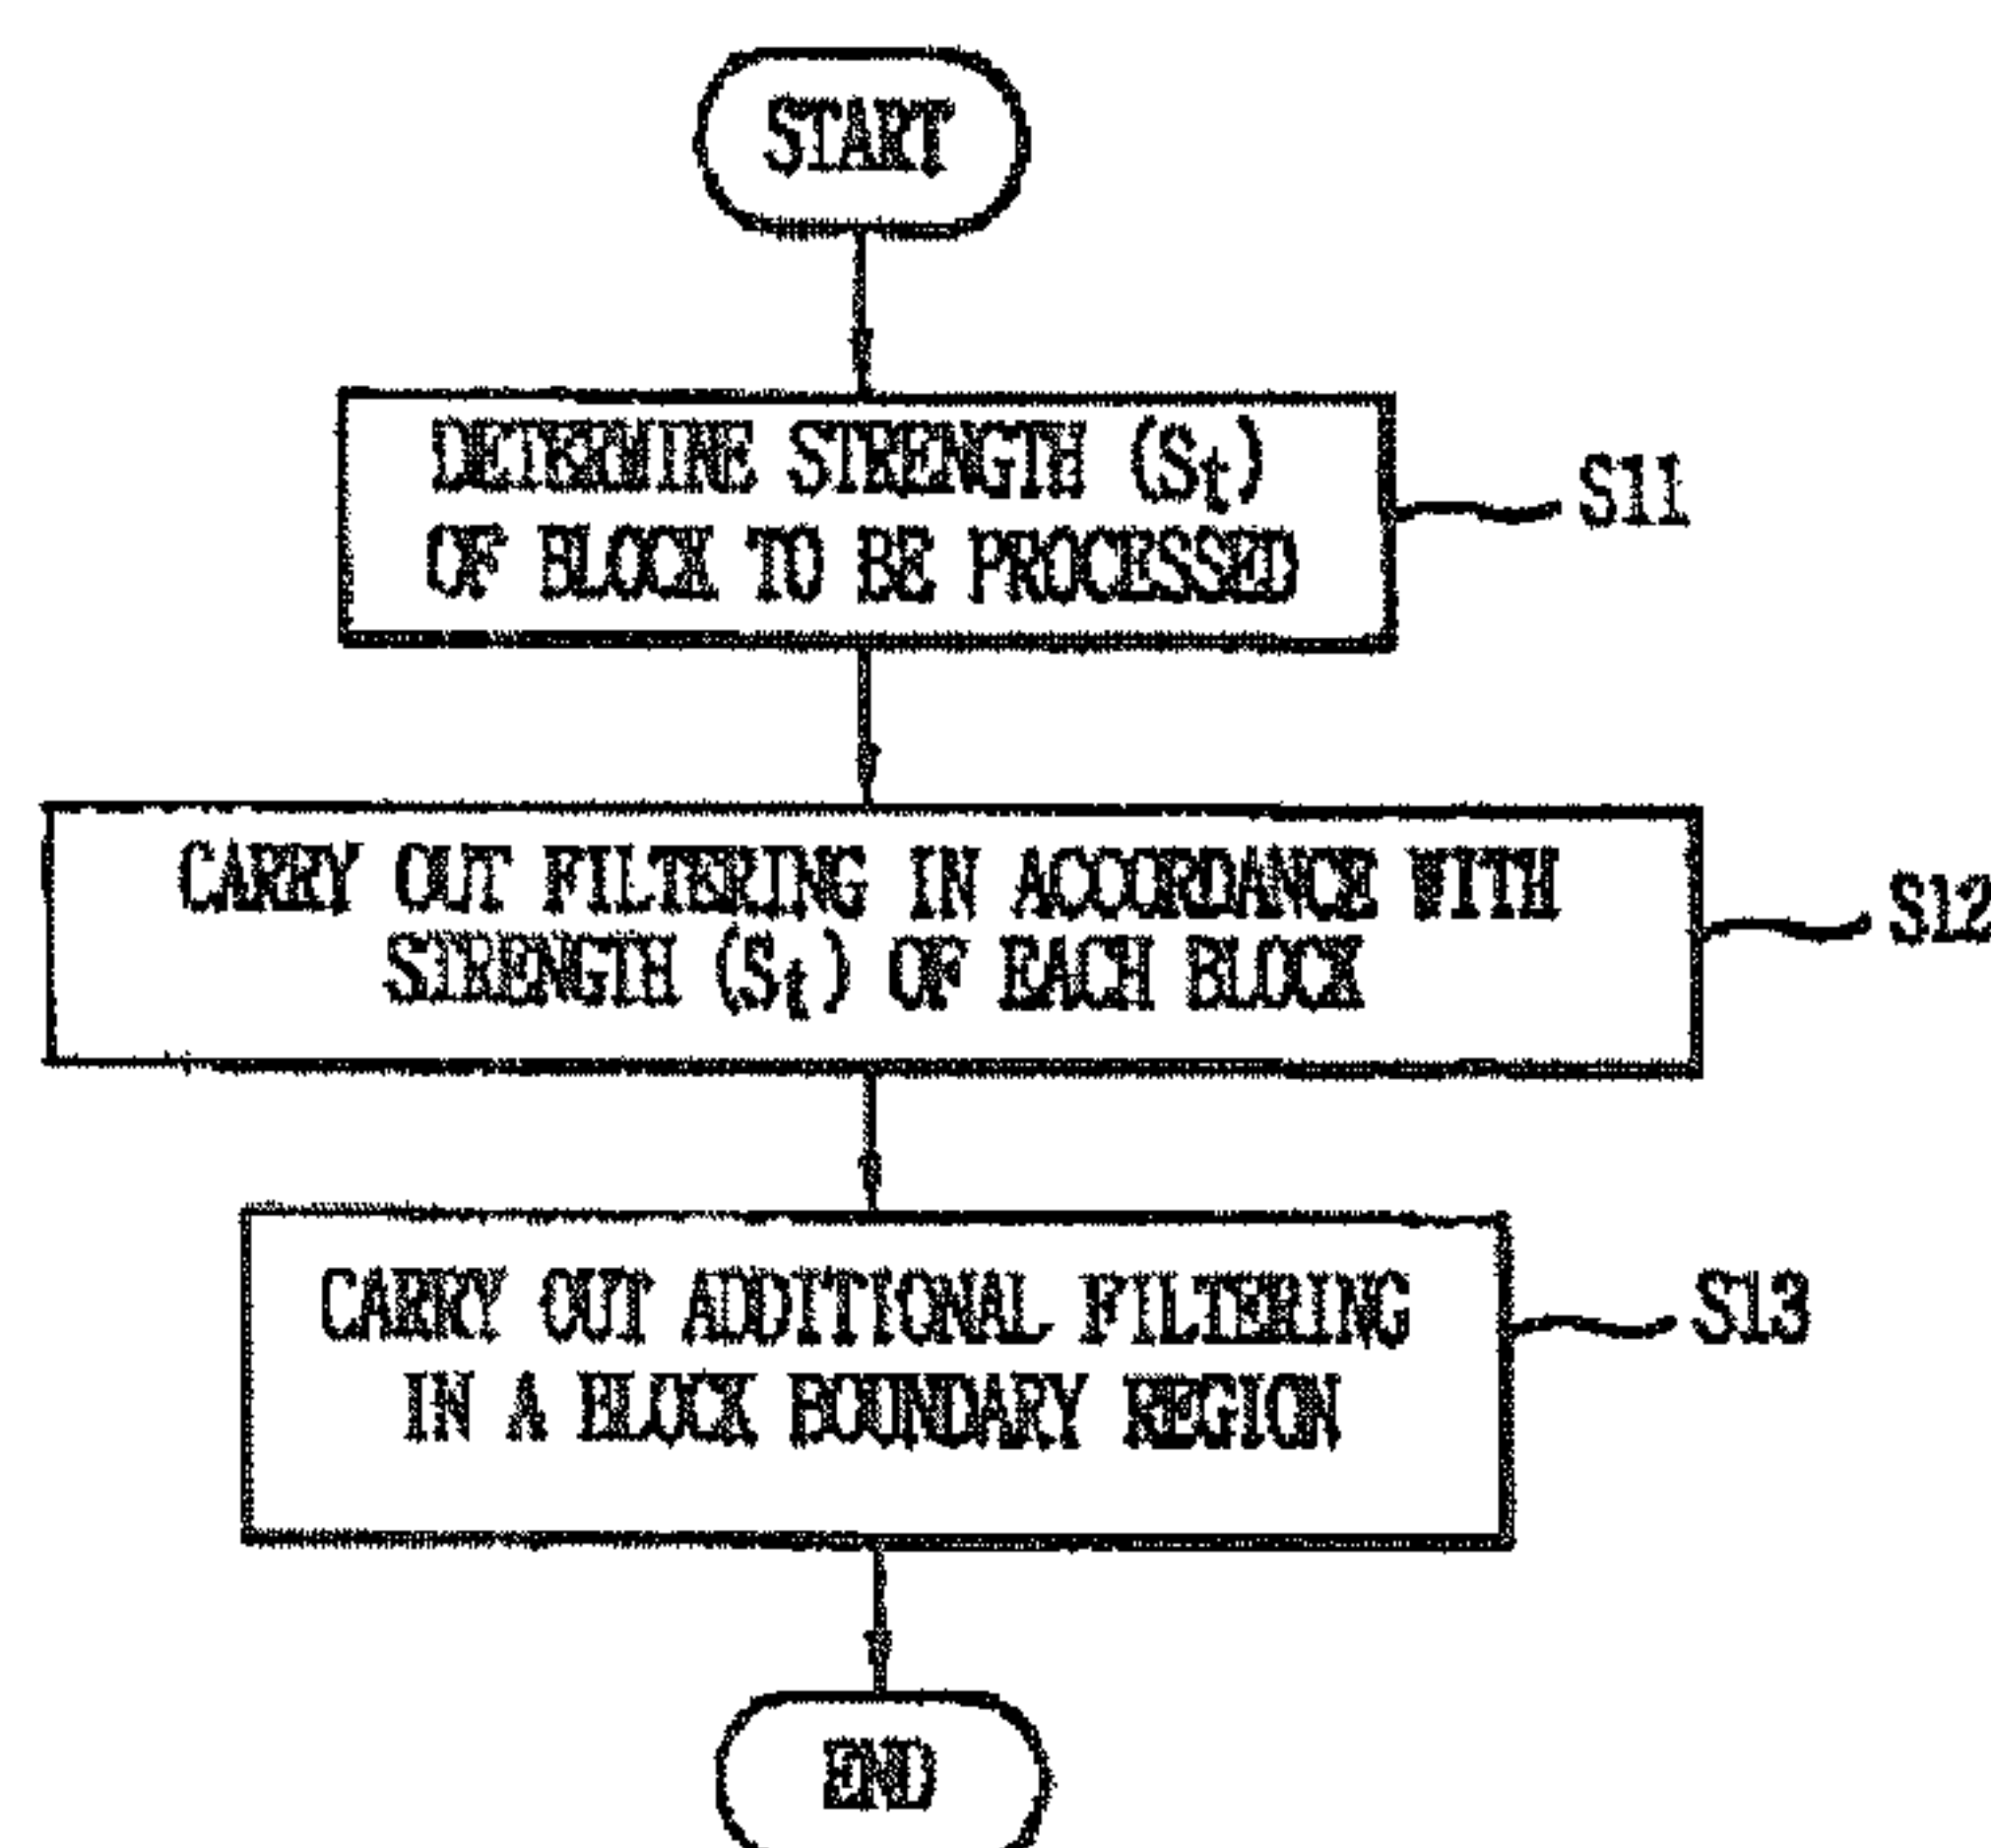 START
DETERMINE STRENGTH (St)
OF BLOCK TO BE PROCESSED
S11
CARRY OUT FILTERING IN ACCORDANCE WITH
STRENGTH (St) OF EACH BLOCK
S12
CARRY OUT ADDITIONAL FILTERING
IN A BLOCK BOUNDARY REGION
S13
END